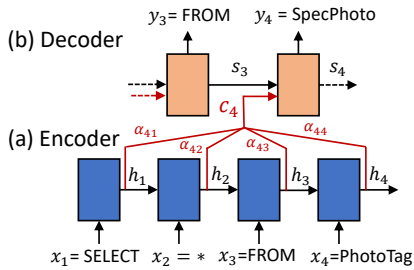 y₃= FROM y₄ = SpecPhoto
(b) Decoder
s₃ s₄
c₄
(a) Encoder α₄₁ α₄₂ α₄₃ α₄₄
h₁ h₂ h₃ h₄
x₁= SELECT x₂ = * x₃=FROM x₄=PhotoTag